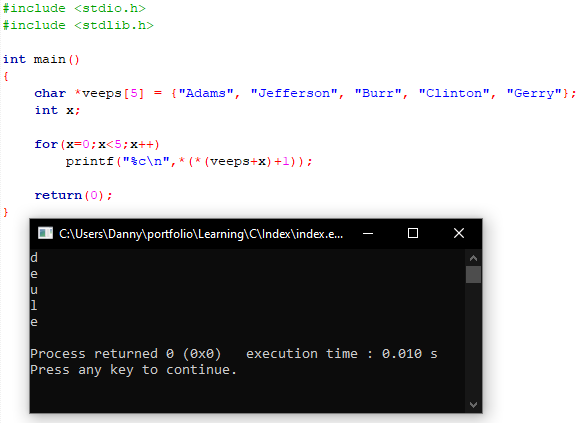 #include <stdio.h>
#include <stdlib.h>

int main()
{
    char *veeps[5] = {"Adams", "Jefferson", "Burr", "Clinton", "Gerry"};
    int x;

    for(x=0;x<5;x++)
        printf("%c\n",*(*(veeps+x)+1));

    return(0);
}
C:\Users\Danny\portfolio\Learning\C\Index\index.e...
d
e
u
l
e

Process returned 0 (0x0)   execution time : 0.010 s
Press any key to continue.